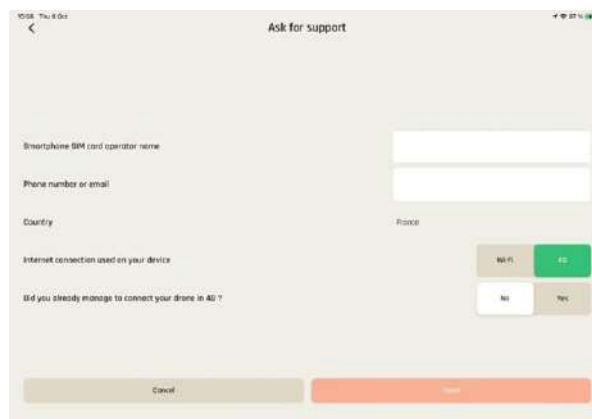 Ask for support
Smartphone SIM card operator name
Phone number or email
Country
France
Internet connection used on your device
Wi-Fi
4G
Did you already manage to connect your drone in 4G ?
No
Yes
Cancel